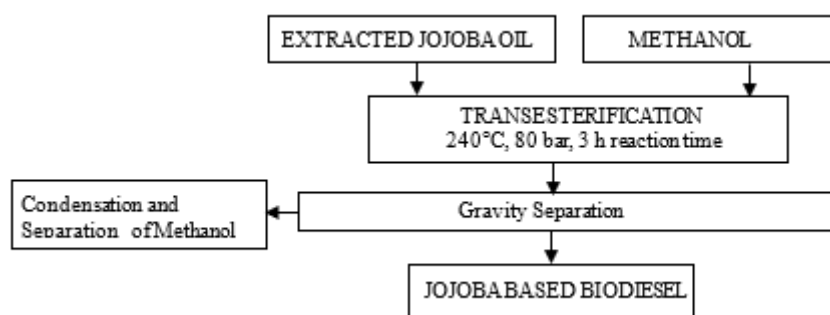 EXTRACTED JOJOBA OIL
METHANOL
TRANSESTERIFICATION
240°C, 80 bar, 3 h reaction time
Condensation and
Separation of Methanol
Gravity Separation
JOJOBA BASED BIODIESEL